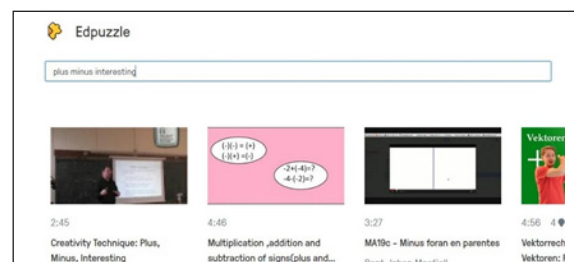 Edpuzzle
plus minus interesting
(-)(-) = (+)
(-)(+) =(-)
-2+(-4)=?
-4-(-2)=?
Vektoren
2:45
4:46
3:27
4:56 4
Creativity Technique: Plus,
Minus, Interesting
Multiplication ,addition and
subtraction of signs(plus and...
MA19c - Minus foran en parentes
Vektorrech
Vektoren: